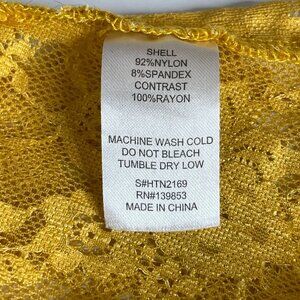 SHELL
92%NYLON
8%SPANDEX
CONTRAST
100%RAYON
MACHINE WASH COLD
DO NOT BLEACH
TUMBLE DRY LOW
S#HTN2169
RN#139853
MADE IN CHINA